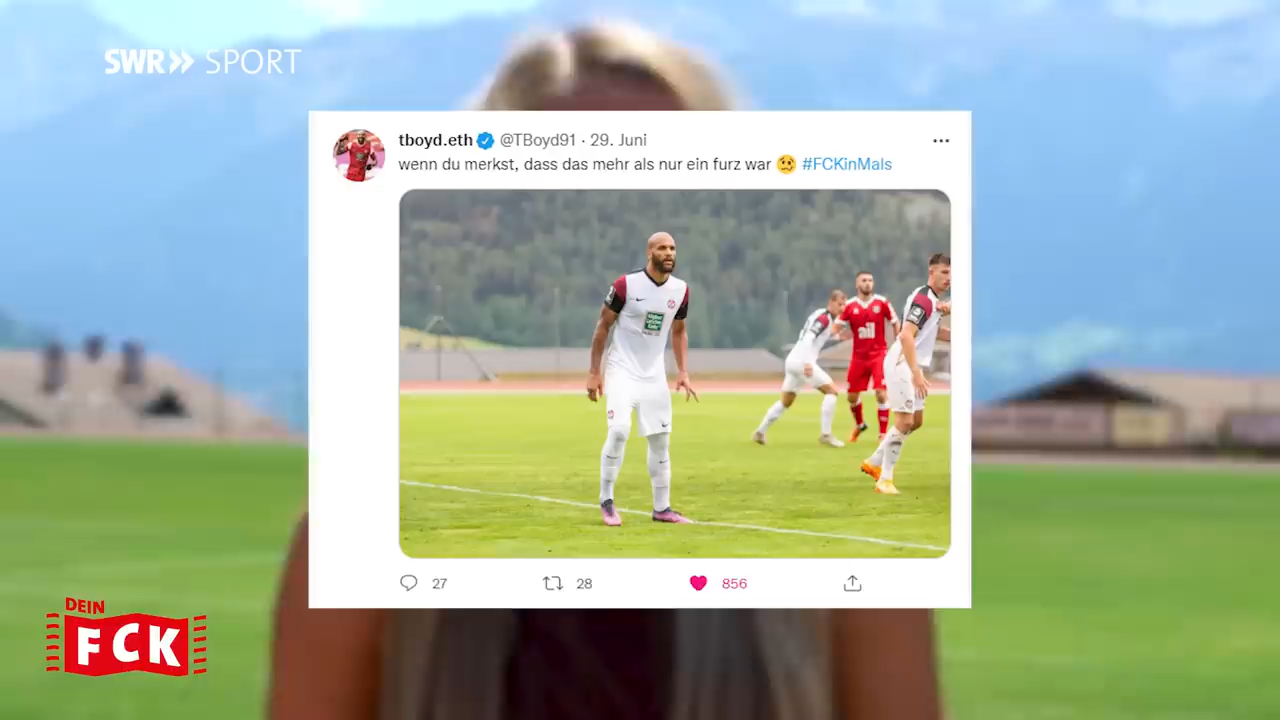 SWR» SPORT
tboyd.eth @TBoyd91 · 29. Juni
wenn du merkst, dass das mehr als nur ein furz war 🥴 #FCKinMals
all
27
28
856
DEIN
FCK